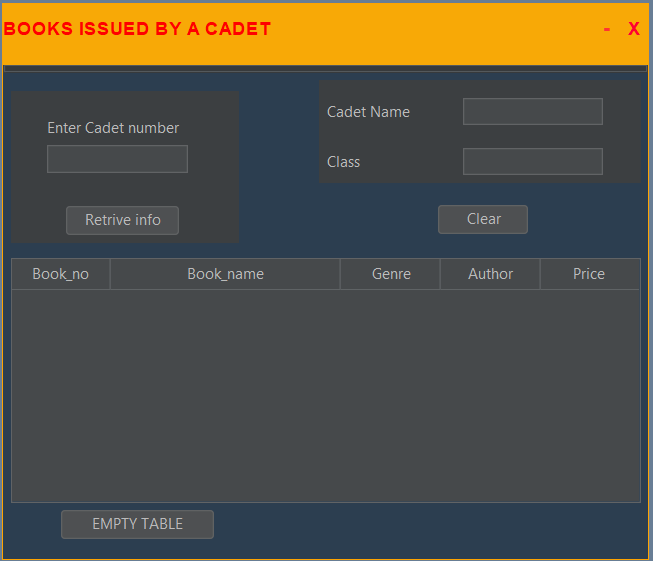 BOOKS ISSUED BY A CADET - X
Enter Cadet number
Retrive info
Cadet Name
Class
Clear
Book_no Book_name Genre Author Price
EMPTY TABLE